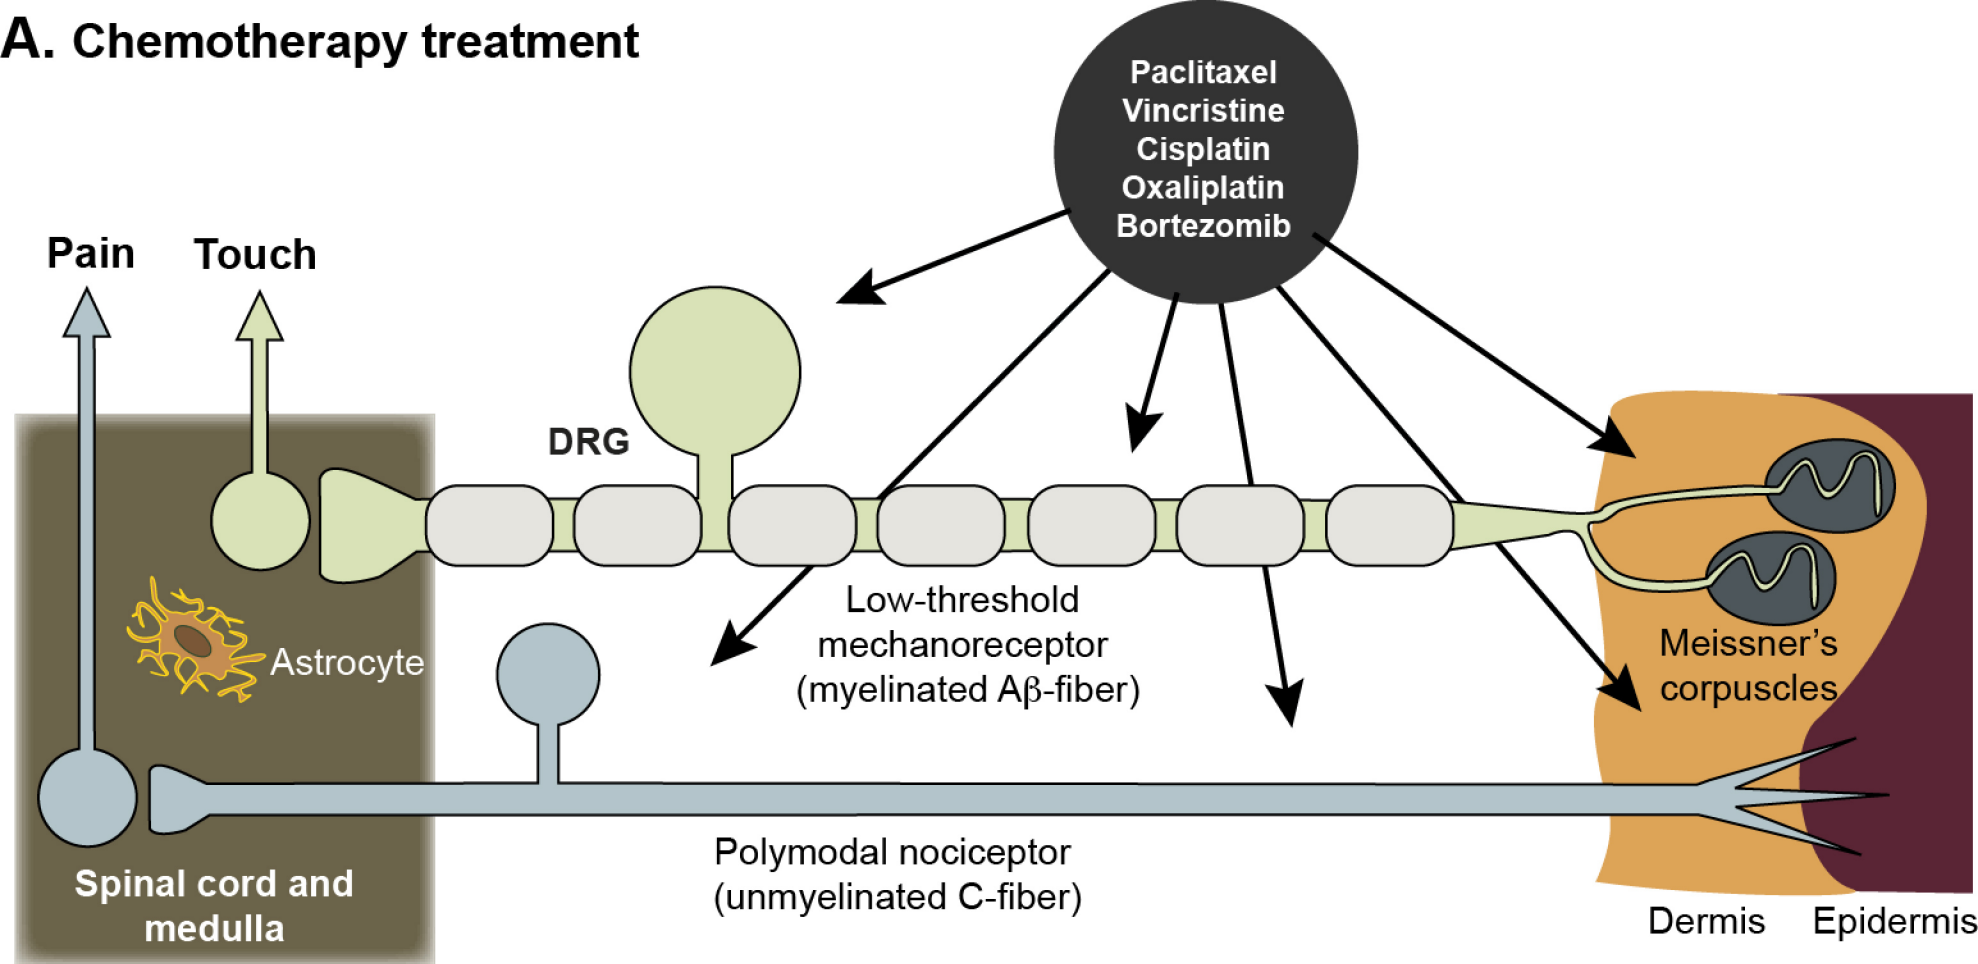 A. Chemotherapy treatment
Paclitaxel
Vincristine
Cisplatin
Oxaliplatin
Bortezomib
Pain
Touch
DRG
Low-threshold
mechanoreceptor
(myelinated Aβ-fiber)
Astrocyte
Meissner’s
corpuscles
Polymodal nociceptor
(unmyelinated C-fiber)
Spinal cord and
medulla
Dermis
Epidermis